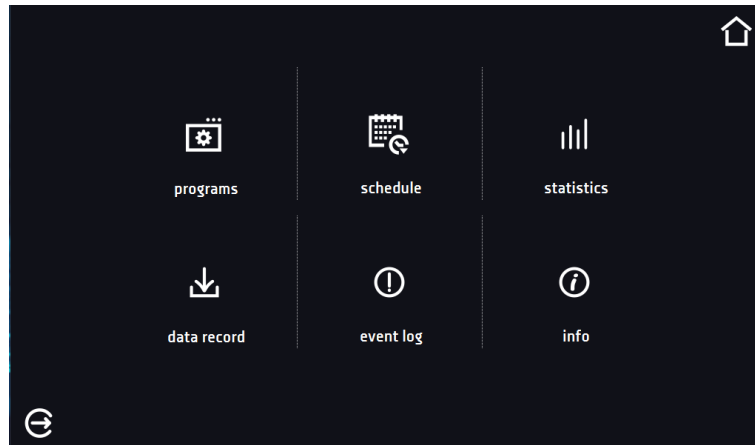 programs
schedule
statistics
data record
event log
info